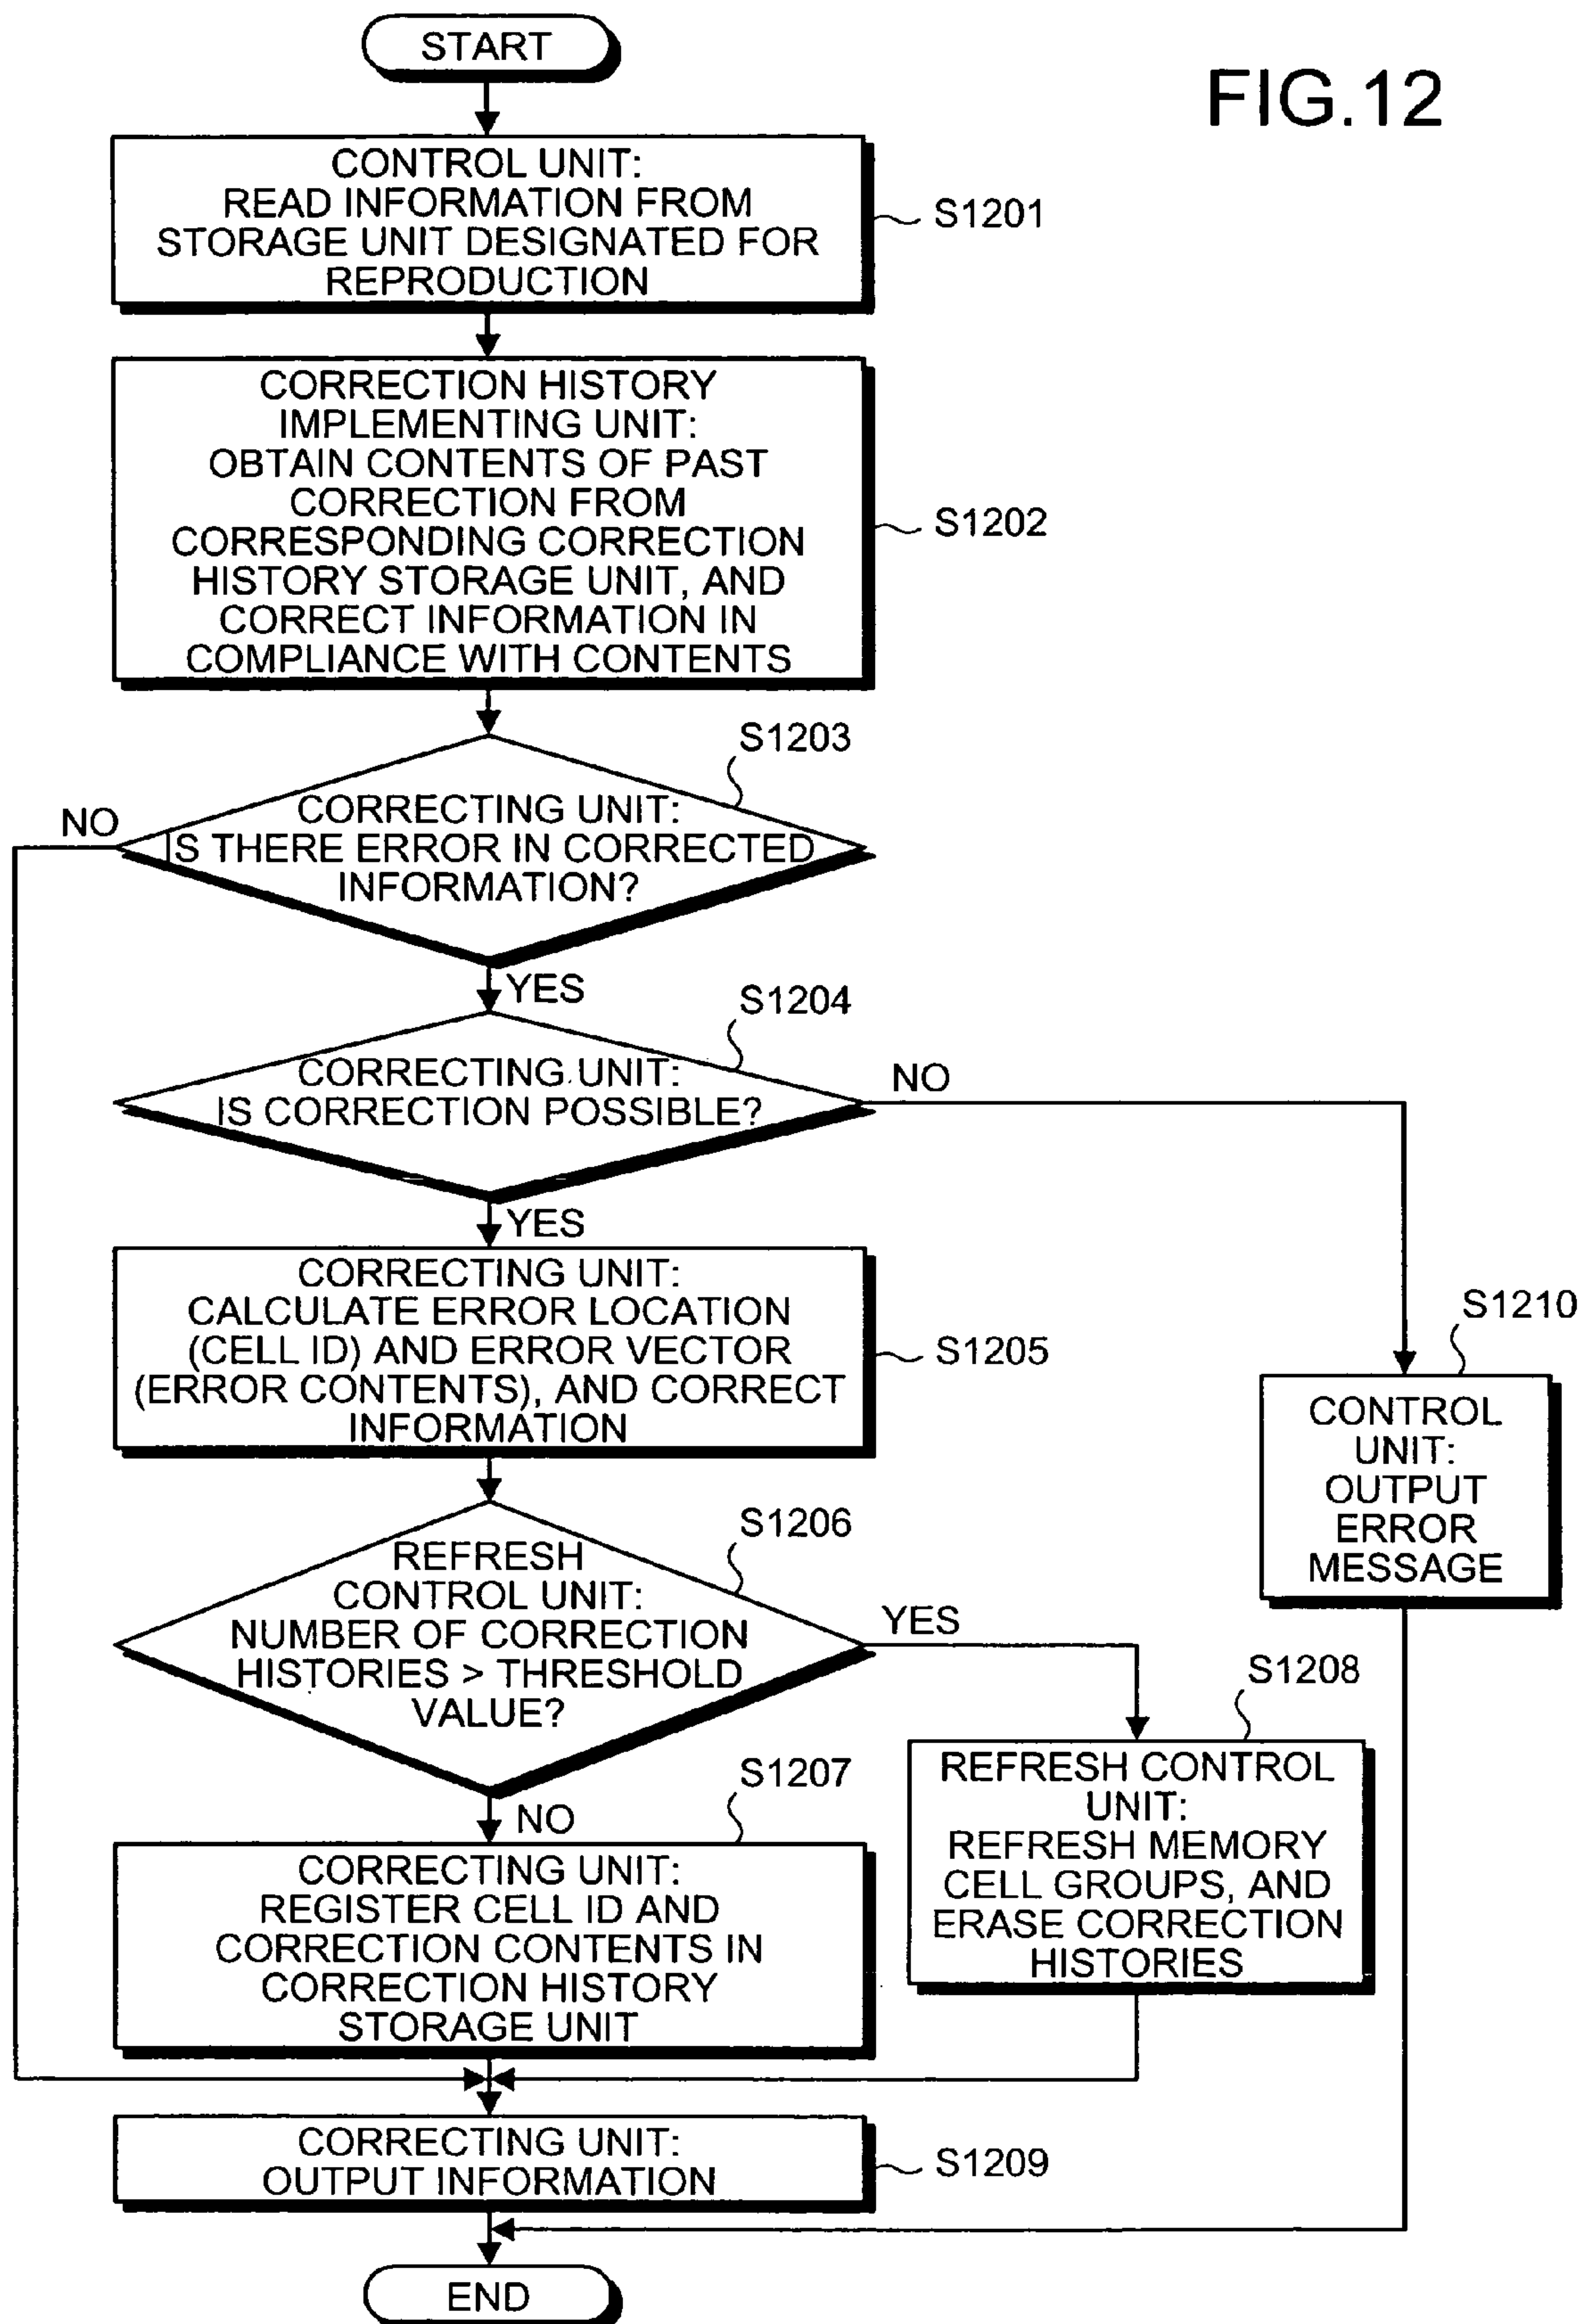 START
FIG.12
CONTROL UNIT:
READ INFORMATION FROM
STORAGE UNIT DESIGNATED FOR
REPRODUCTION
S1201
CORRECTION HISTORY
IMPLEMENTING UNIT:
OBTAIN CONTENTS OF PAST
CORRECTION FROM
CORRESPONDING CORRECTION
HISTORY STORAGE UNIT, AND
CORRECT INFORMATION IN
COMPLIANCE WITH CONTENTS
S1202
S1203
CORRECTING UNIT:
IS THERE ERROR IN CORRECTED
INFORMATION?
NO
YES
S1204
CORRECTING UNIT:
IS CORRECTION POSSIBLE?
NO
YES
CORRECTING UNIT:
CALCULATE ERROR LOCATION
(CELL ID) AND ERROR VECTOR
(ERROR CONTENTS), AND CORRECT
INFORMATION
S1205
S1210
CONTROL
UNIT:
OUTPUT
ERROR
MESSAGE
S1206
REFRESH
CONTROL UNIT:
NUMBER OF CORRECTION
HISTORIES > THRESHOLD
VALUE?
YES
NO
S1208
REFRESH CONTROL
UNIT:
REFRESH MEMORY
CELL GROUPS, AND
ERASE CORRECTION
HISTORIES
S1207
CORRECTING UNIT:
REGISTER CELL ID AND
CORRECTION CONTENTS IN
CORRECTION HISTORY
STORAGE UNIT
CORRECTING UNIT:
OUTPUT INFORMATION
S1209
END